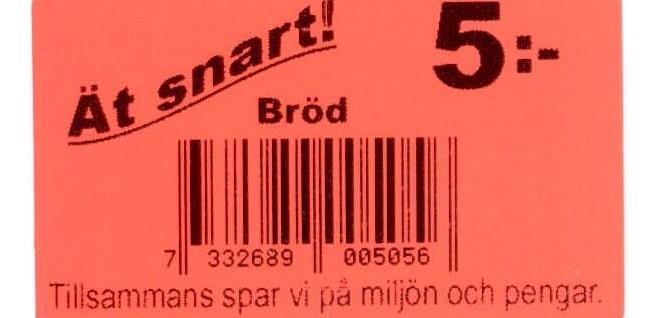 Ät snart!
5:-
Bröd
7 332689 005056
Tillsammans spar vi på miljön och pengar.